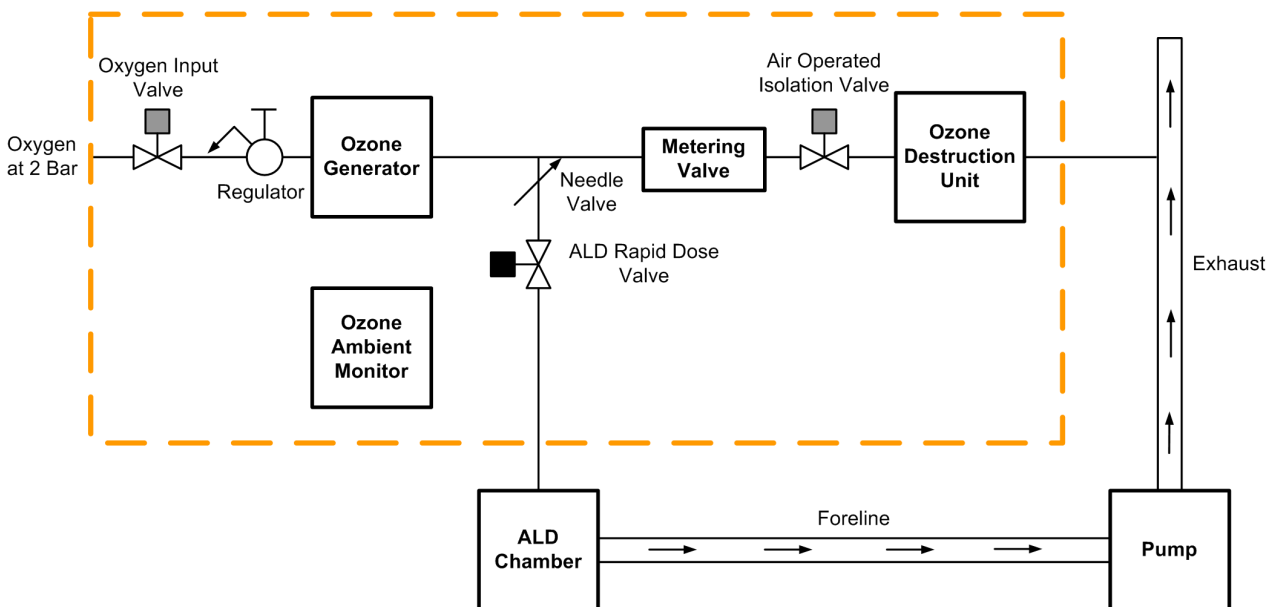 Oxygen Input
Valve
Air Operated
Isolation Valve
Oxygen
at 2 Bar
Regulator
Ozone
Generator
Needle
Valve
Metering
Valve
Ozone
Destruction
Unit
ALD Rapid Dose
Valve
Exhaust
Ozone
Ambient
Monitor
ALD
Chamber
Foreline
Pump